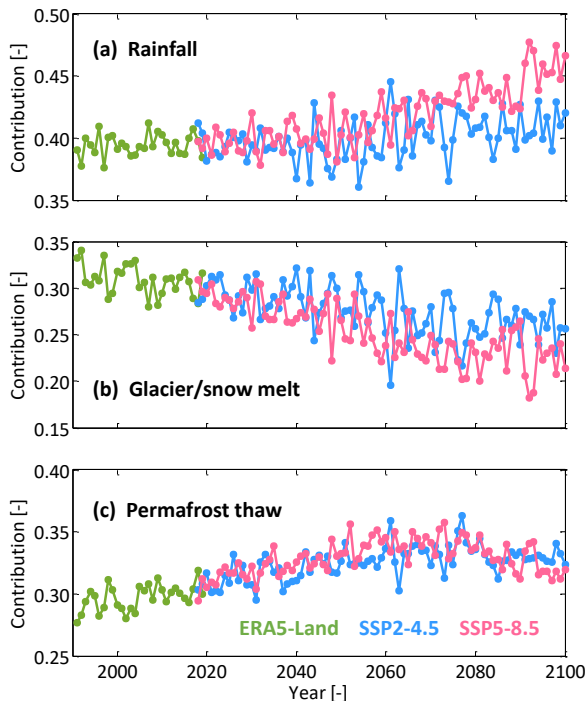 0.50
(a) Rainfall
0.45
0.40
0.35
Contribution [-]
0.35
0.30
0.25
0.20
(b) Glacier/snow melt
0.15
Contribution [-]
0.40
(c) Permafrost thaw
0.35
0.30
ERA5-Land SSP2-4.5 SSP5-8.5
0.25
Contribution [-]
2000 2020 2040 2060 2080 2100
Year [-]